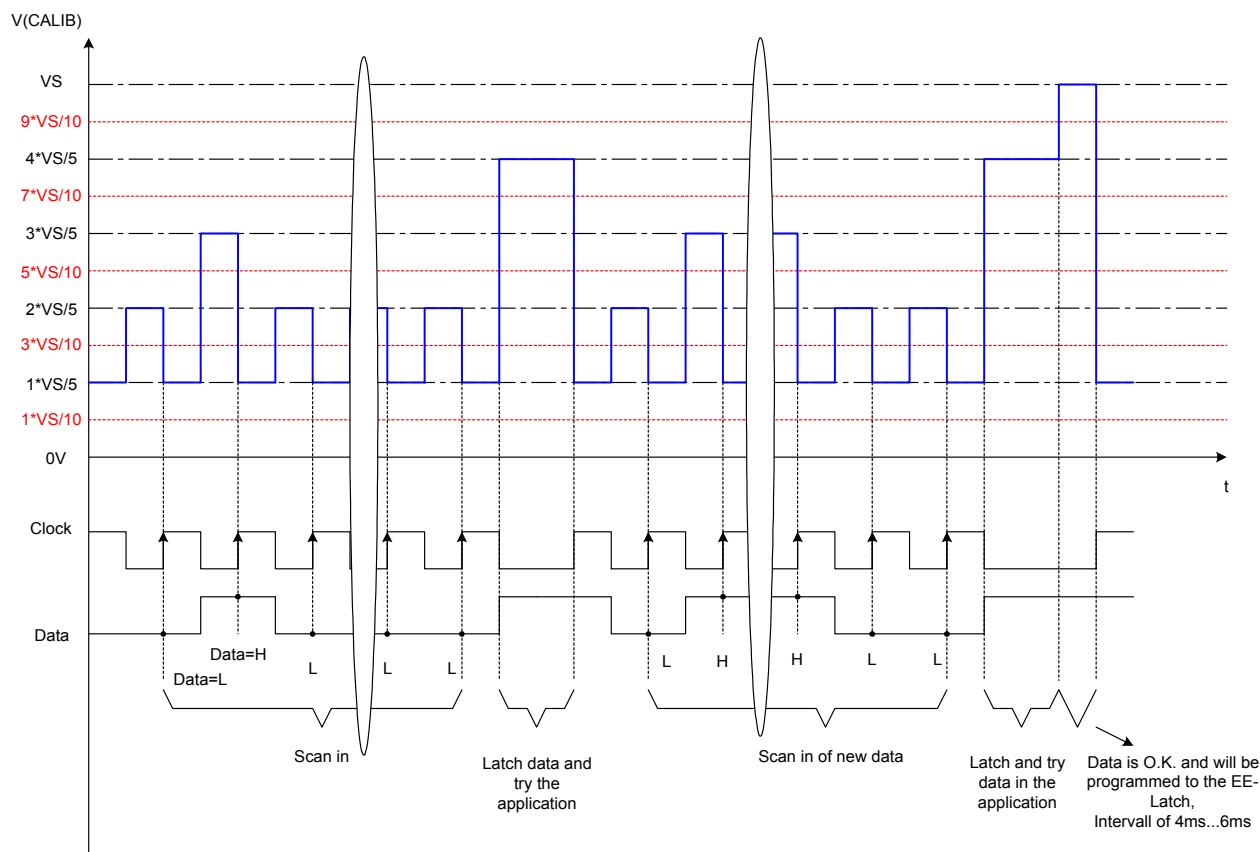 V(CALIB)
VS
9*VS/10
4*VS/5
7*VS/10
3*VS/5
5*VS/10
2*VS/5
3*VS/10
1*VS/5
1*VS/10
0V
t
Clock
Data
Data=L
Data=H
L
L
L
L
H
H
L
L
Scan in
Latch data and
try the
application
Scan in of new data
Latch and try
data in the
application
Data is O.K. and will be
programmed to the EE-
Latch,
Intervall of 4ms...6ms